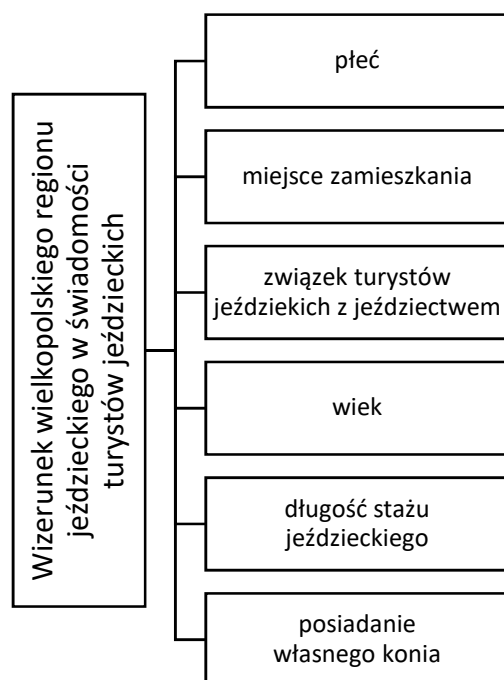 Wizerunek wielkopolskiego regionu
jeździeckiego w świadomości
turystów jeździeckich
płeć
miejsce zamieszkania
związek turystów
jeździekich z jeździectwem
wiek
długość stażu
jeździeckiego
posiadanie
własnego konia